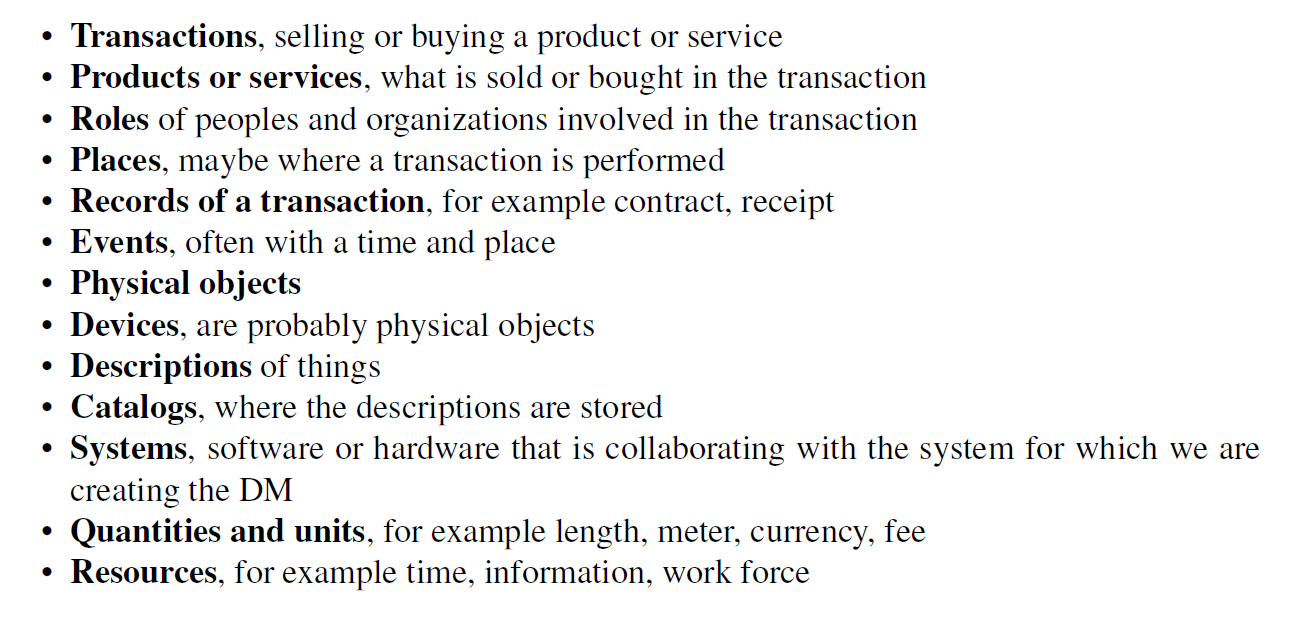 • Transactions, selling or buying a product or service
• Products or services, what is sold or bought in the transaction
• Roles of peoples and organizations involved in the transaction
• Places, maybe where a transaction is performed
• Records of a transaction, for example contract, receipt
• Events, often with a time and place
• Physical objects
• Devices, are probably physical objects
• Descriptions of things
• Catalogs, where the descriptions are stored
• Systems, software or hardware that is collaborating with the system for which we are
creating the DM
• Quantities and units, for example length, meter, currency, fee
• Resources, for example time, information, work force